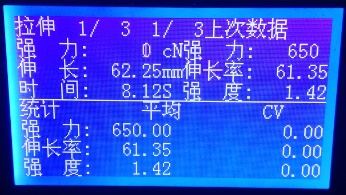 拉伸 1/ 3 1/ 3上次数据
强 力: 0 cN强 力: 650
伸 长: 62.25mm伸长率: 61.35
时 间: 8.12S 强 度: 1.42
统计 平均 CV
强 力: 650.00 0.00
伸长率: 61.35 0.00
强 度: 1.42 0.00